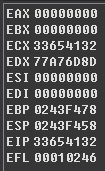 EAX 00000000
EBX 00000000
ECX 33654132
EDX 77A76D8D
ESI 00000000
EDI 00000000
EBP 0243F478
ESP 0243F458
EIP 33654132
EFL 00010246